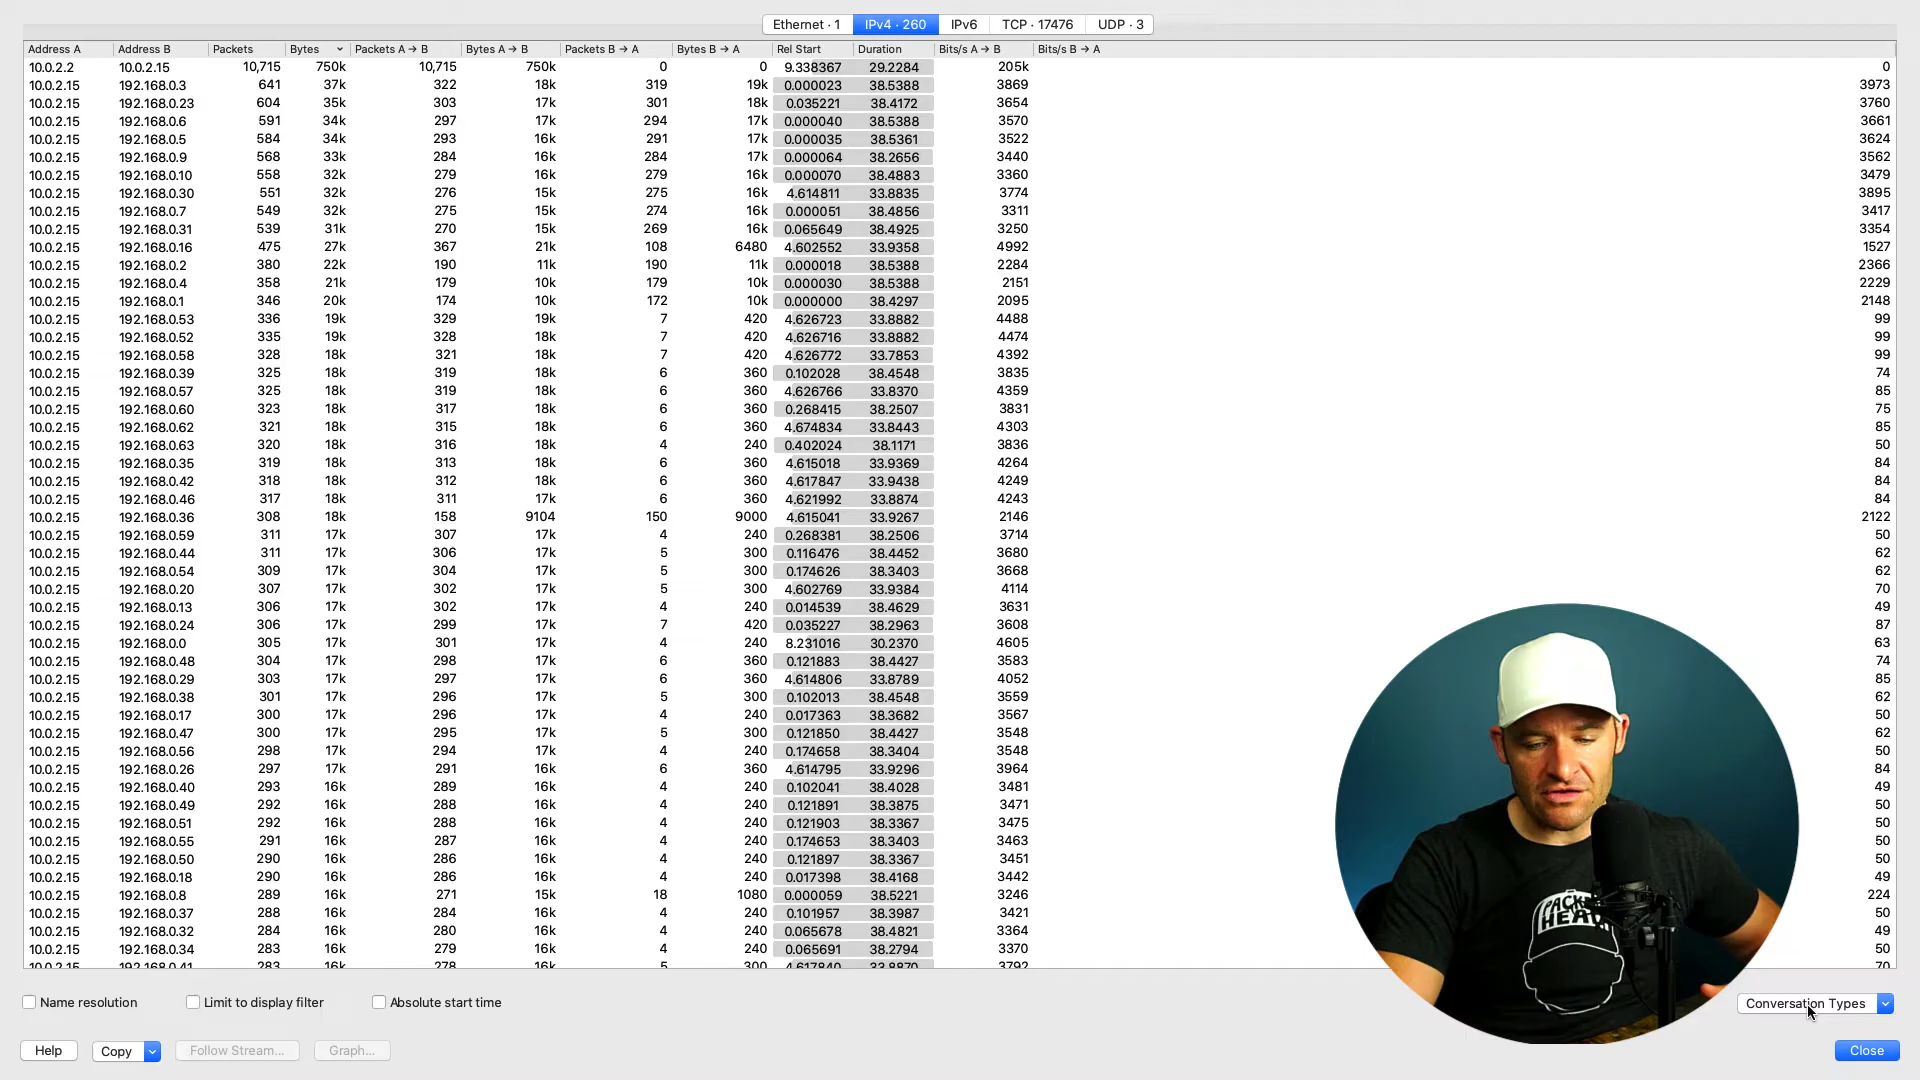 Ethernet · 1 IPv4 · 260 IPv6 TCP · 17476 UDP · 3
Address A Address B Packets Bytes Packets A → B Bytes A → B Packets B → A Bytes B → A Rel Start Duration Bits/s A → B Bits/s B → A
10.0.2.2 10.0.2.15 10,715 750k 10,715 750k 0 0 9.338367 29.2284 205k 0
10.0.2.15 192.168.0.3 641 37k 322 18k 319 19k 0.000023 38.5388 3869 3973
10.0.2.15 192.168.0.23 604 35k 303 17k 301 18k 0.035221 38.4172 3654 3760
10.0.2.15 192.168.0.6 591 34k 297 17k 294 17k 0.000040 38.5388 3570 3661
10.0.2.15 192.168.0.5 584 34k 293 16k 291 17k 0.000035 38.5361 3522 3624
10.0.2.15 192.168.0.9 568 33k 284 16k 284 17k 0.000064 38.2656 3440 3562
10.0.2.15 192.168.0.10 558 32k 279 16k 279 16k 0.000070 38.4883 3360 3479
10.0.2.15 192.168.0.30 551 32k 276 15k 275 16k 4.614811 33.8835 3774 3895
10.0.2.15 192.168.0.7 549 32k 275 15k 274 16k 0.000051 38.4856 3311 3417
10.0.2.15 192.168.0.31 539 31k 270 15k 269 16k 0.065649 38.4925 3250 3354
10.0.2.15 192.168.0.16 475 27k 367 21k 108 6480 4.602552 33.9358 4992 1527
10.0.2.15 192.168.0.2 380 22k 190 11k 190 11k 0.000018 38.5388 2284 2366
10.0.2.15 192.168.0.4 358 21k 179 10k 179 10k 0.000030 38.5388 2151 2229
10.0.2.15 192.168.0.1 346 20k 174 10k 172 10k 0.000000 38.4297 2095 2148
10.0.2.15 192.168.0.53 336 19k 329 19k 7 420 4.626723 33.8882 4488 99
10.0.2.15 192.168.0.52 335 19k 328 18k 7 420 4.626716 33.8882 4474 99
10.0.2.15 192.168.0.58 328 18k 321 18k 7 420 4.626772 33.7853 4392 99
10.0.2.15 192.168.0.39 325 18k 319 18k 6 360 0.102028 38.4548 3835 74
10.0.2.15 192.168.0.57 325 18k 319 18k 6 360 4.626766 33.8370 4359 85
10.0.2.15 192.168.0.60 323 18k 317 18k 6 360 0.268415 38.2507 3831 75
10.0.2.15 192.168.0.62 321 18k 315 18k 6 360 4.674834 33.8443 4303 85
10.0.2.15 192.168.0.63 320 18k 316 18k 4 240 0.402024 38.1171 3836 50
10.0.2.15 192.168.0.35 319 18k 313 18k 6 360 4.615018 33.9369 4264 84
10.0.2.15 192.168.0.42 318 18k 312 18k 6 360 4.617847 33.9438 4249 84
10.0.2.15 192.168.0.46 317 18k 311 17k 6 360 4.621992 33.8874 4243 84
10.0.2.15 192.168.0.36 308 18k 158 9104 150 9000 4.615041 33.9267 2146 2122
10.0.2.15 192.168.0.59 311 17k 307 17k 4 240 0.268381 38.2506 3714 50
10.0.2.15 192.168.0.44 311 17k 306 17k 5 300 0.116476 38.4452 3680 62
10.0.2.15 192.168.0.54 309 17k 304 17k 5 300 0.174626 38.3403 3668 62
10.0.2.15 192.168.0.20 307 17k 302 17k 5 300 4.602769 33.9384 4114 70
10.0.2.15 192.168.0.13 306 17k 302 17k 4 240 0.014539 38.4629 3631 49
10.0.2.15 192.168.0.24 306 17k 299 17k 7 420 0.035227 38.2963 3608 87
10.0.2.15 192.168.0.0 305 17k 301 17k 4 240 8.231016 30.2370 4605 63
10.0.2.15 192.168.0.48 304 17k 298 17k 6 360 0.121883 38.4427 3583 74
10.0.2.15 192.168.0.29 303 17k 297 17k 6 360 4.614806 33.8789 4052 85
10.0.2.15 192.168.0.38 301 17k 296 17k 5 300 0.102013 38.4548 3559 62
10.0.2.15 192.168.0.17 300 17k 296 17k 4 240 0.017363 38.3682 3567 50
10.0.2.15 192.168.0.47 300 17k 295 17k 5 300 0.121850 38.4427 3548 62
10.0.2.15 192.168.0.56 298 17k 294 17k 4 240 0.174658 38.3404 3548 50
10.0.2.15 192.168.0.26 297 17k 291 16k 6 360 4.614795 33.9296 3964 84
10.0.2.15 192.168.0.40 293 16k 289 16k 4 240 0.102041 38.4028 3481 49
10.0.2.15 192.168.0.49 292 16k 288 16k 4 240 0.121891 38.3875 3471 50
10.0.2.15 192.168.0.51 292 16k 288 16k 4 240 0.121903 38.3367 3475 50
10.0.2.15 192.168.0.55 291 16k 287 16k 4 240 0.174653 38.3403 3463 50
10.0.2.15 192.168.0.50 290 16k 286 16k 4 240 0.121897 38.3367 3451 50
10.0.2.15 192.168.0.18 290 16k 286 16k 4 240 0.017398 38.4168 3442 49
10.0.2.15 192.168.0.8 289 16k 271 15k 18 1080 0.000059 38.5221 3246 224
10.0.2.15 192.168.0.37 288 16k 284 16k 4 240 0.101957 38.3987 3421 50
10.0.2.15 192.168.0.32 284 16k 280 16k 4 240 0.065678 38.4821 3364 49
10.0.2.15 192.168.0.34 283 16k 279 16k 4 240 0.065691 38.2794 3370 50
10.0.2.15 192.168.0.41 283 16k 278 16k 5 300 4.617840 33.8870 3792 70
Name resolution Limit to display filter Absolute start time Conversation Types
Help Copy Follow Stream... Graph... Close